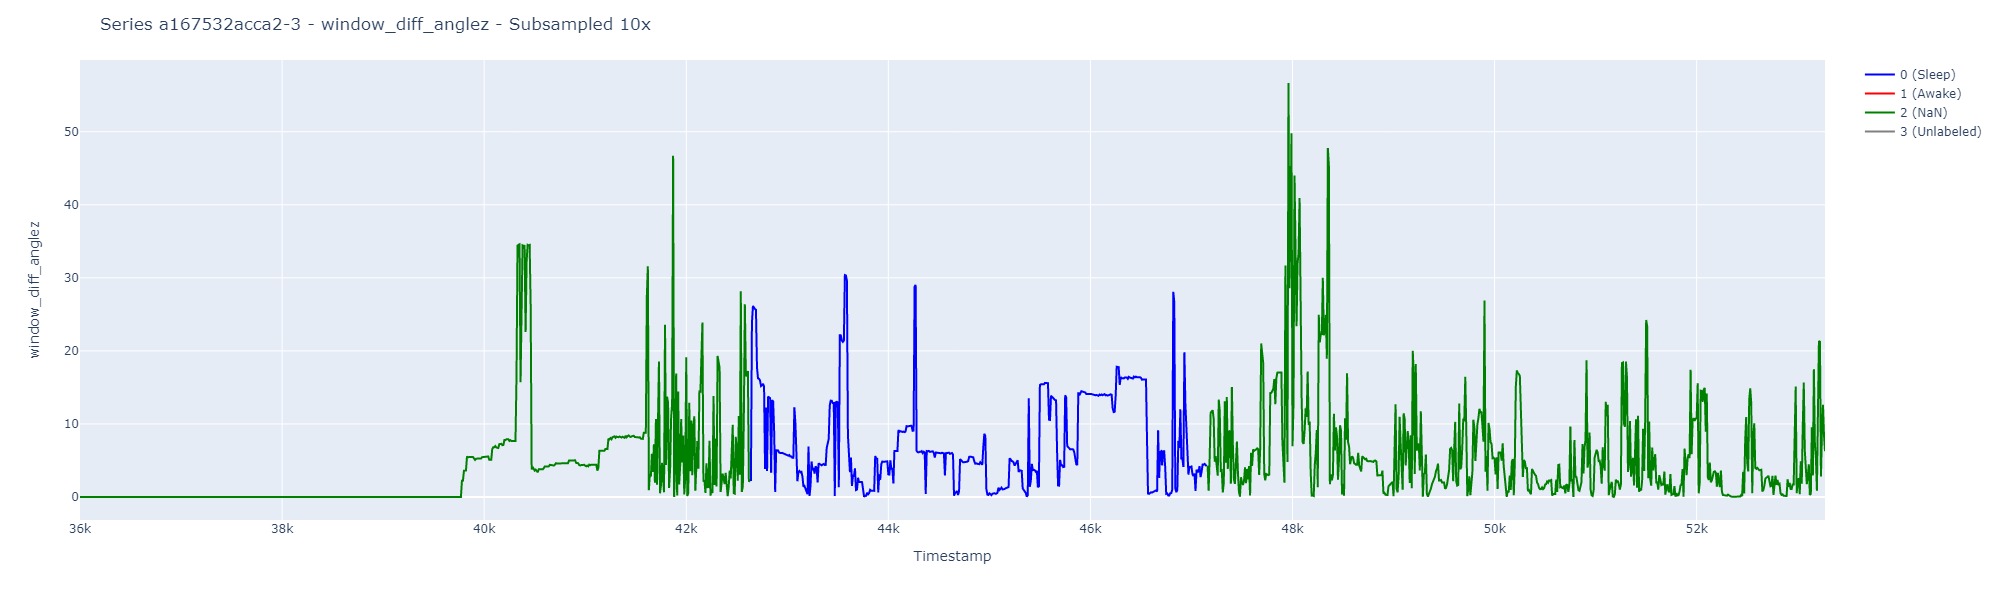 Series a167532acca2-3 - window_diff_anglez - Subsampled 10x
0 (Sleep)
1 (Awake)
2 (NaN)
3 (Unlabeled)
window_diff_anglez
50
40
30
20
10
0
36k 38k 40k 42k 44k 46k 48k 50k 52k
Timestamp